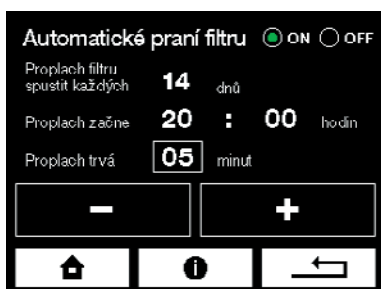 Automatické praní filtru ON OFF
Proplach filtru
spustit každých 14 dnů
Proplach začne 20 : 00 hodin
Proplach trvá 05 minut
− +